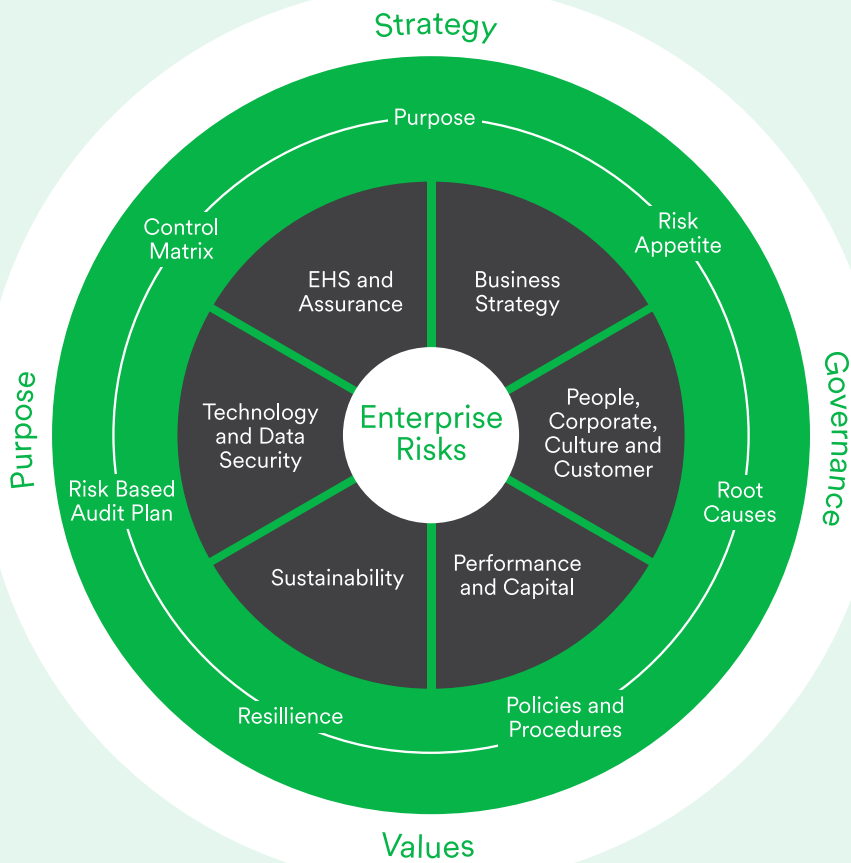 Strategy
Purpose
Control
Matrix
Risk
Appetite
EHS and
Assurance
Business
Strategy
Purpose
Governance
Enterprise
Risks
Technology
and Data
Security
People,
Corporate,
Culture and
Customer
Risk Based
Audit Plan
Root
Causes
Sustainability
Performance
and Capital
Resillience
Policies and
Procedures
Values